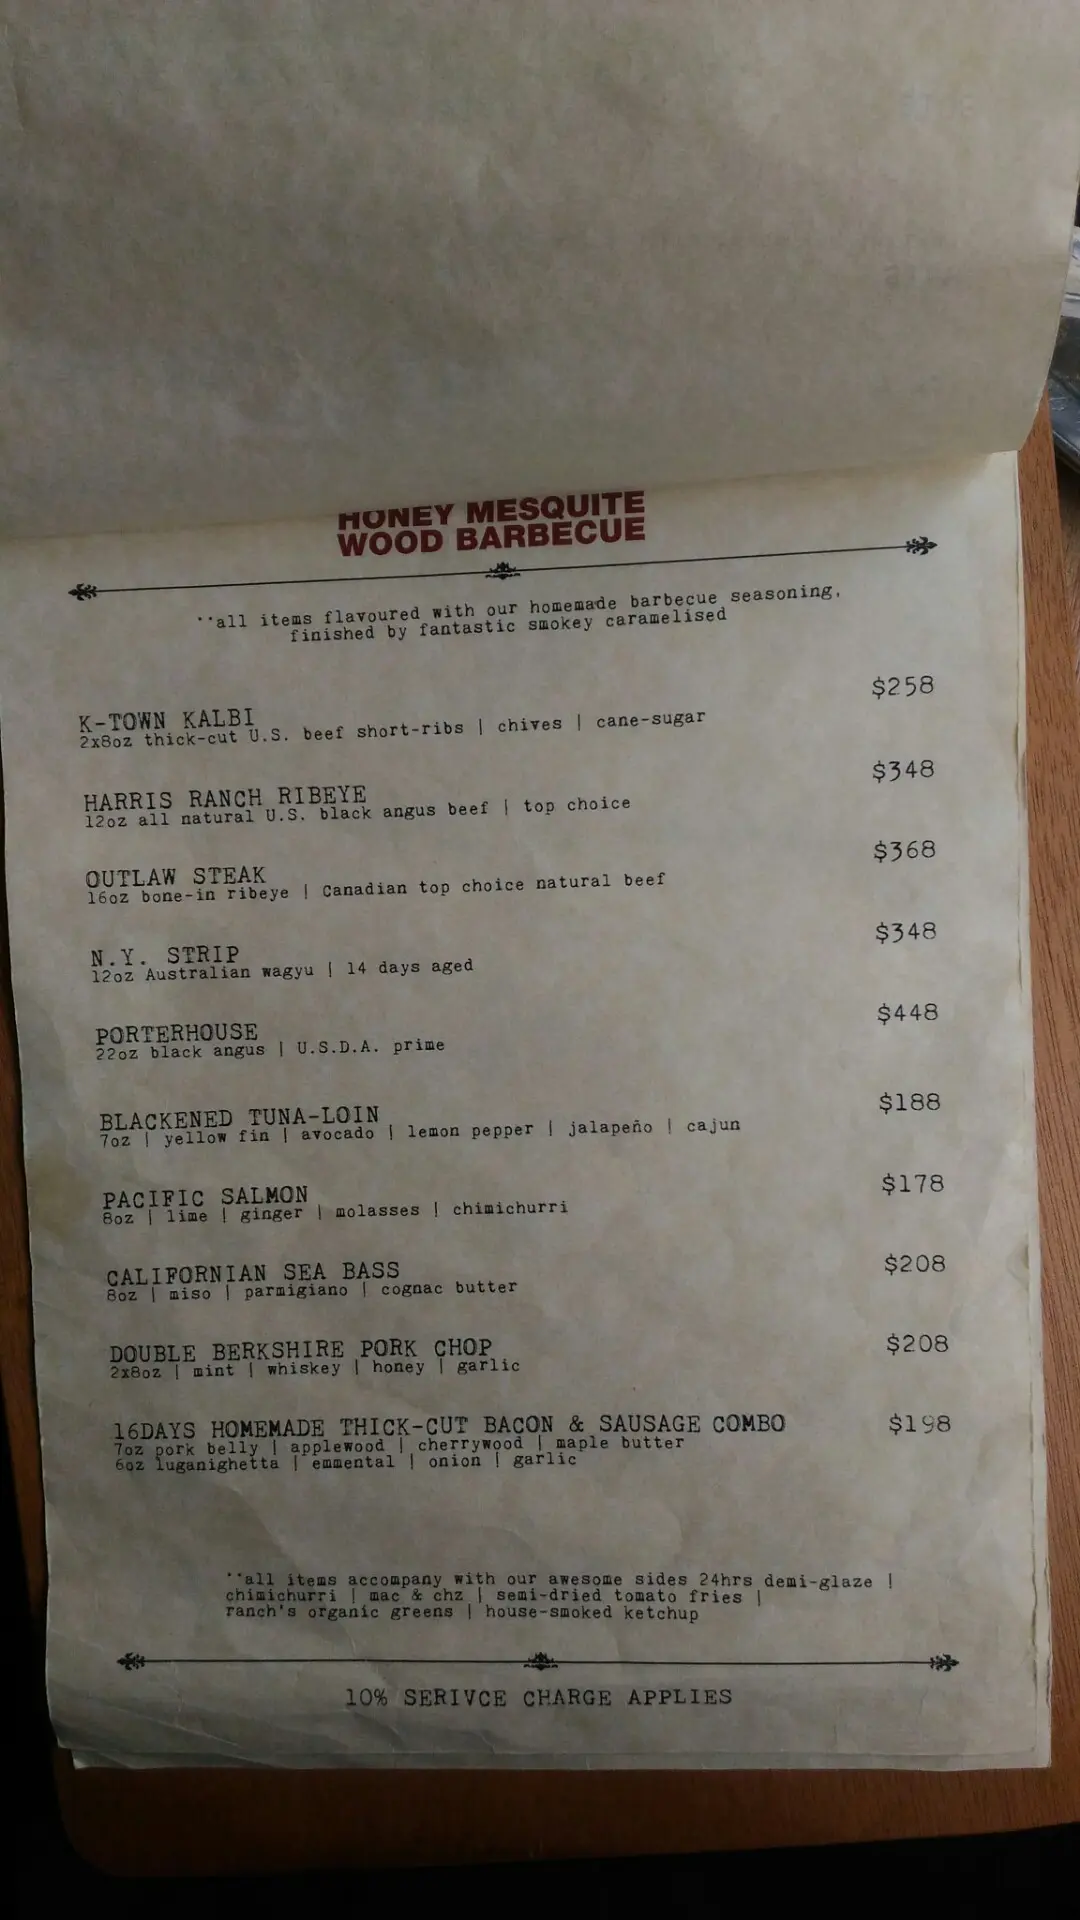 HONEY MESQUITE
WOOD BARBECUE
**all items flavoured with our homemade barbecue seasoning,
finished by fantastic smokey caramelised
K-TOWN KALBI $258
2x8oz thick-cut U.S. beef short-ribs | chives | cane-sugar
HARRIS RANCH RIBEYE $348
12oz all natural U.S. black angus beef | top choice
OUTLAW STEAK $368
16oz bone-in ribeye | Canadian top choice natural beef
N.Y. STRIP $348
12oz Australian wagyu | 14 days aged
PORTERHOUSE $448
22oz black angus | U.S.D.A. prime
BLACKENED TUNA-LOIN $188
7oz | yellow fin | avocado | lemon pepper | jalapeño | cajun
PACIFIC SALMON $178
8oz | lime | ginger | molasses | chimichurri
CALIFORNIAN SEA BASS $208
8oz | miso | parmigiano | cognac butter
DOUBLE BERKSHIRE PORK CHOP $208
2x8oz | mint | whiskey | honey | garlic
16DAYS HOMEMADE THICK-CUT BACON & SAUSAGE COMBO $198
7oz pork belly | applewood | cherrywood | maple butter
6oz luganighetta | emmental | onion | garlic
**all items accompany with our awesome sides 24hrs demi-glaze |
chimichurri | mac & chz | semi-dried tomato fries |
ranch's organic greens | house-smoked ketchup
10% SERIVCE CHARGE APPLIES